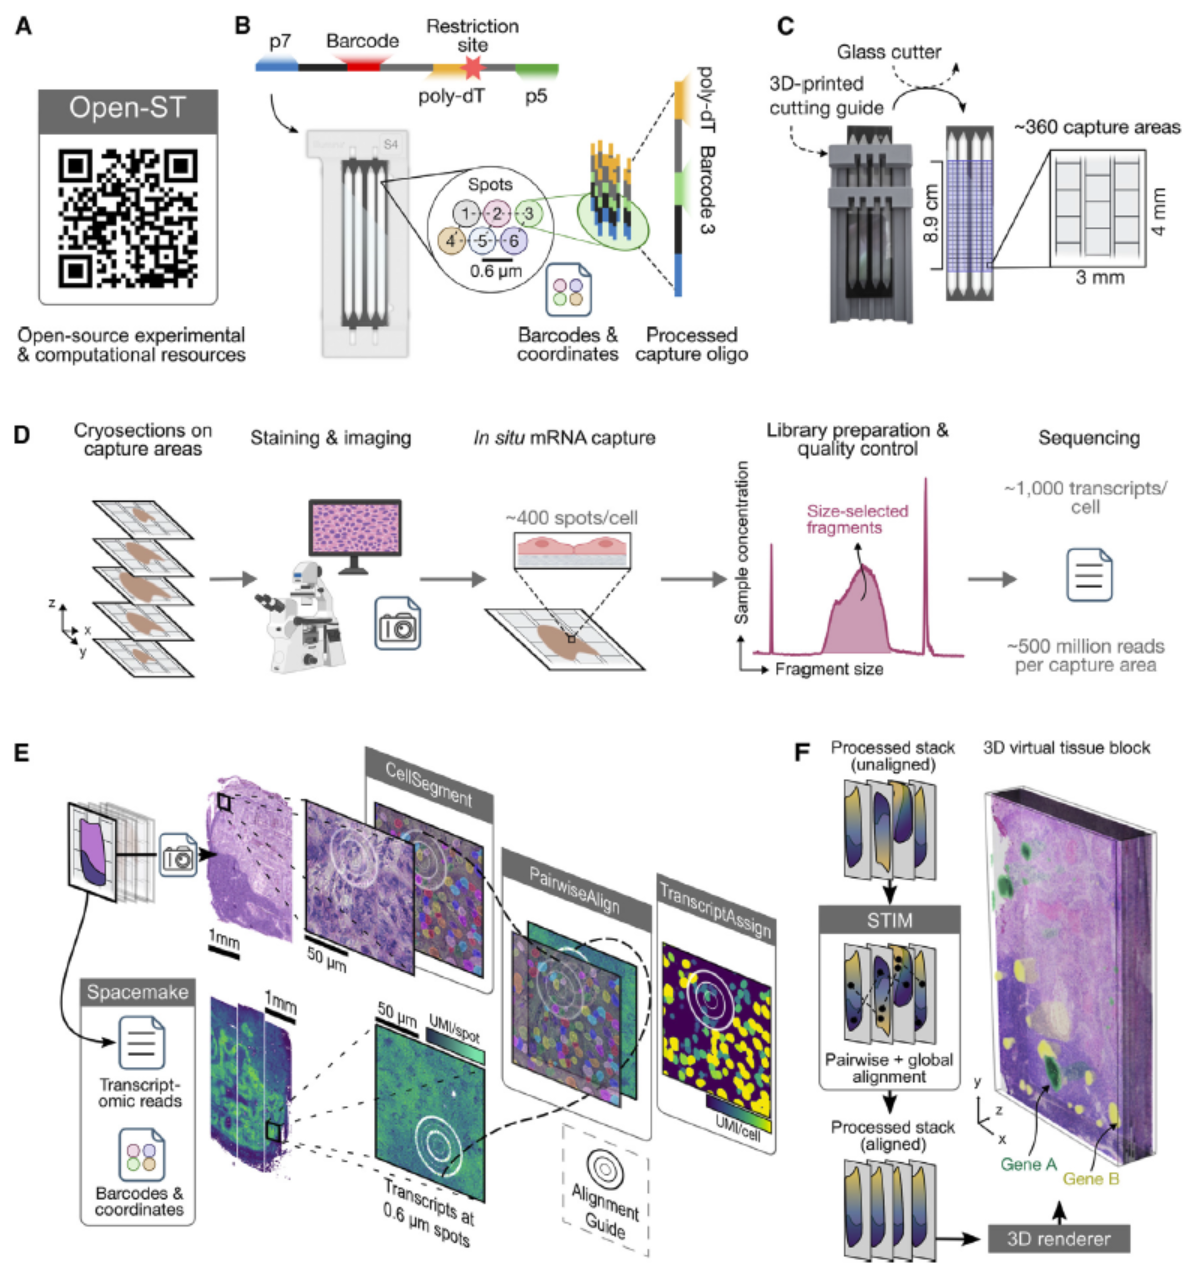 A
Open-ST
Open-source experimental
& computational resources
B
p7
Barcode
Restriction
site
poly-dT
p5
S4
Spots
1
2
3
4
5
6
0.6 µm
Barcodes &
coordinates
poly-dT
Barcode 3
Processed
capture oligo
C
Glass cutter
3D-printed
cutting guide
~360 capture areas
8.9 cm
4 mm
3 mm
D
Cryosections on
capture areas
z
x
y
Staining & imaging
In situ mRNA capture
~400 spots/cell
Library preparation &
quality control
Sample concentration
Size-selected
fragments
Fragment size
Sequencing
~1,000 transcripts/
cell
~500 million reads
per capture area
E
1mm
50 µm
CellSegment
PairwiseAlign
TranscriptAssign
UMI/cell
Spacemake
Transcript-
omic reads
Barcodes &
coordinates
1mm
50 µm
UMI/spot
Transcripts at
0.6 µm spots
Alignment
Guide
F
Processed stack
(unaligned)
STIM
Pairwise + global
alignment
Processed stack
(aligned)
3D virtual tissue block
y
z
x
Gene A
Gene B
3D renderer